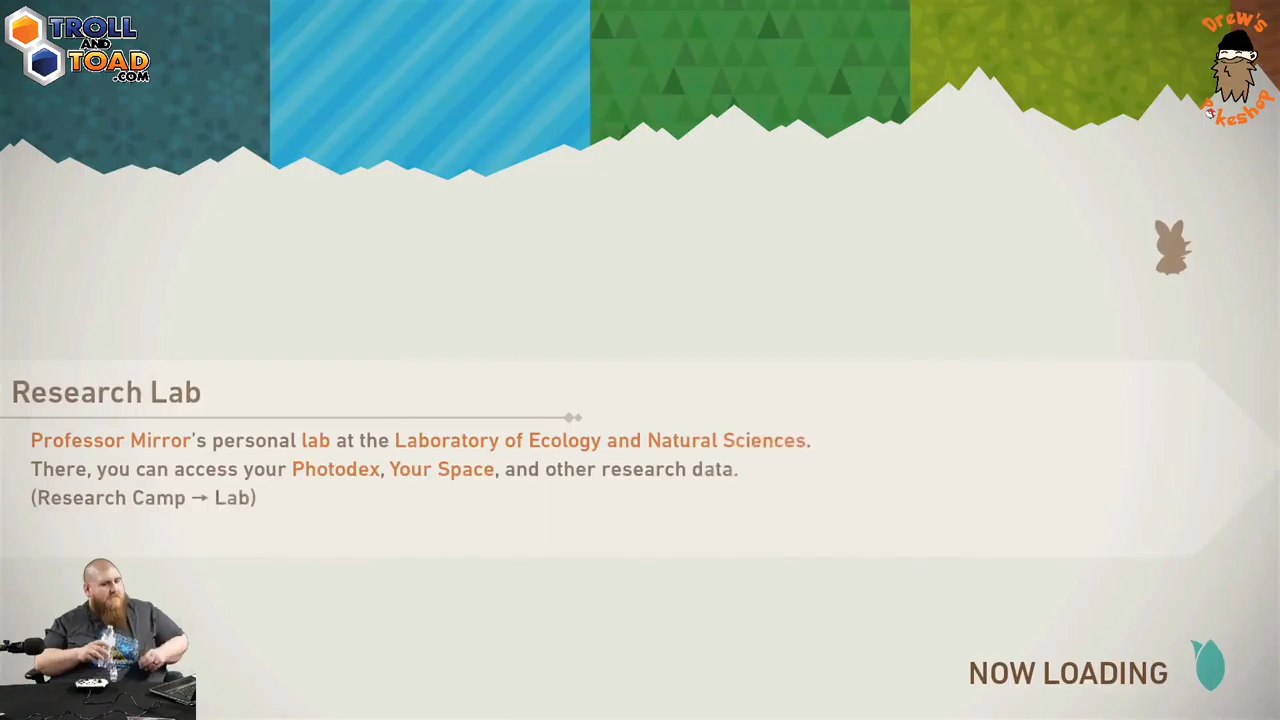 TROLL
AND
TOAD
.COM
Drew's
Pokeshop
Research Lab
Professor Mirror's personal lab at the Laboratory of Ecology and Natural Sciences.
There, you can access your Photodex, Your Space, and other research data.
(Research Camp → Lab)
NOW LOADING